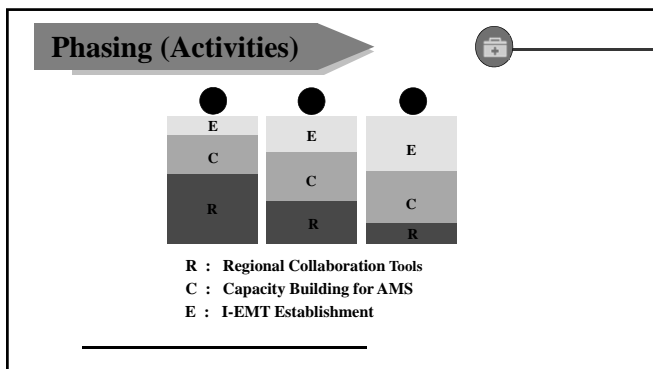 Phasing (Activities)
E E E
C C C
R R R
R : Regional Collaboration Tools
C : Capacity Building for AMS
E : I-EMT Establishment